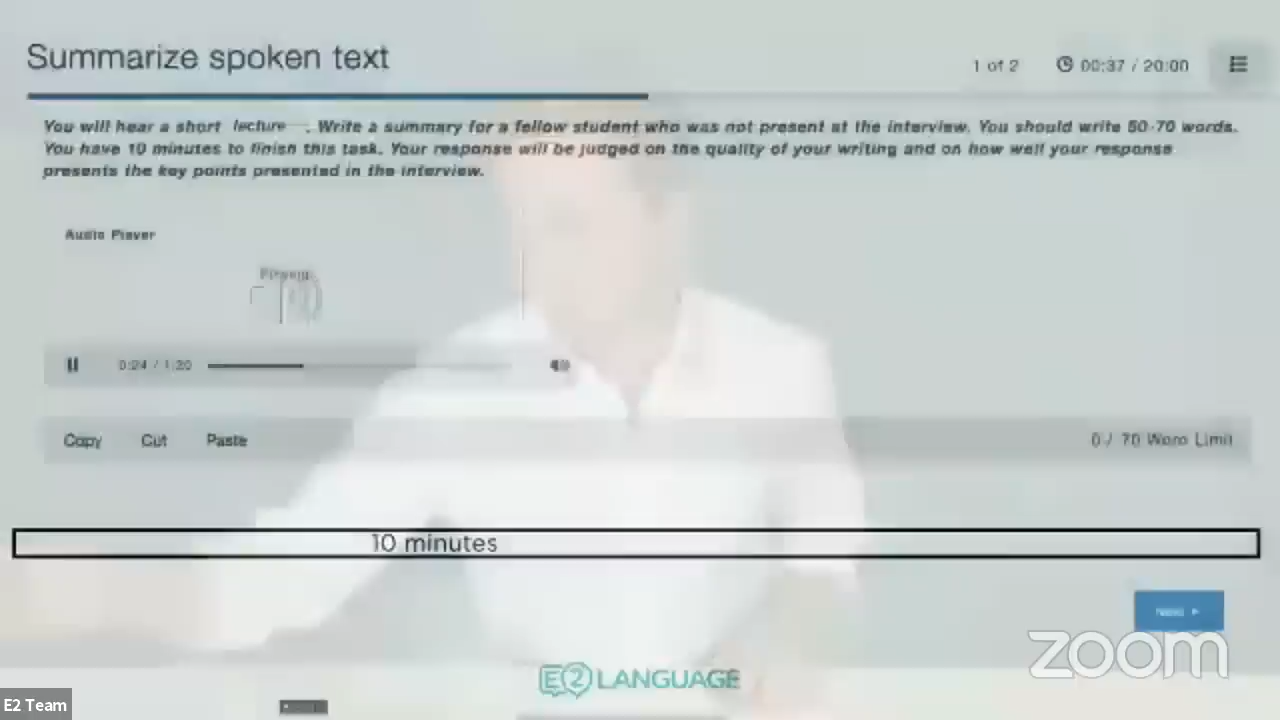 Summarize spoken text
1 of 2
00:37 / 20:00
You will hear a short lecture . Write a summary for a fellow student who was not present at the interview. You should write 50-70 words.
You have 10 minutes to finish this task. Your response will be judged on the quality of your writing and on how well your response
presents the key points presented in the interview.
Audio Player
0:24 / 1:20
Copy Cut Paste
0 / 70 Word Limit
10 minutes
Next
zoom
E2 LANGUAGE
E2 Team